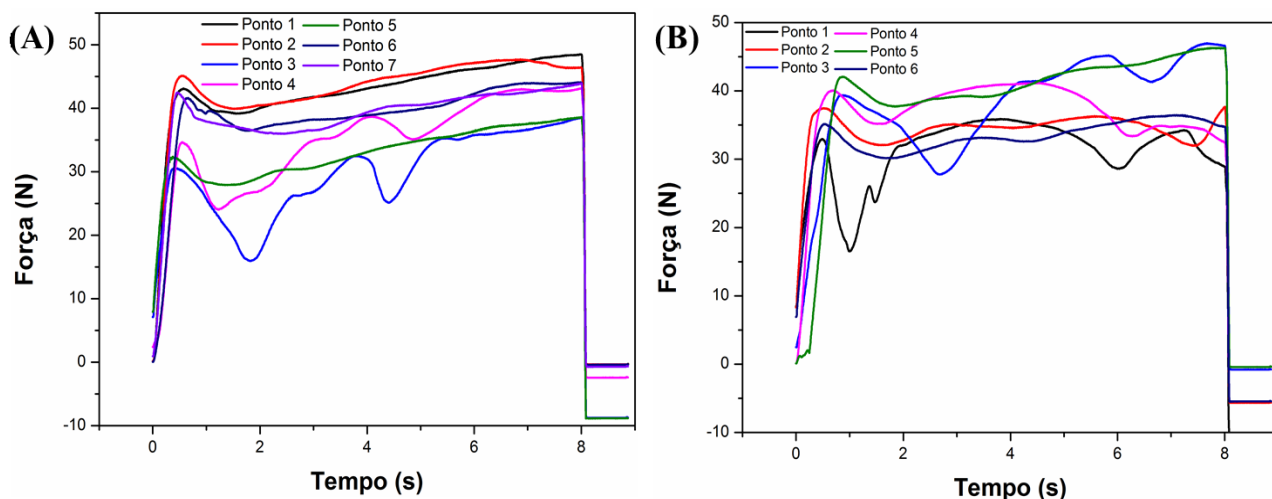 (A)
Ponto 1 Ponto 5
Ponto 2 Ponto 6
Ponto 3 Ponto 7
Ponto 4
Força (N)
50
40
30
20
10
0
-10
0 2 4 6 8
Tempo (s)
(B)
Ponto 1 Ponto 4
Ponto 2 Ponto 5
Ponto 3 Ponto 6
Força (N)
50
40
30
20
10
0
-10
0 2 4 6 8
Tempo (s)